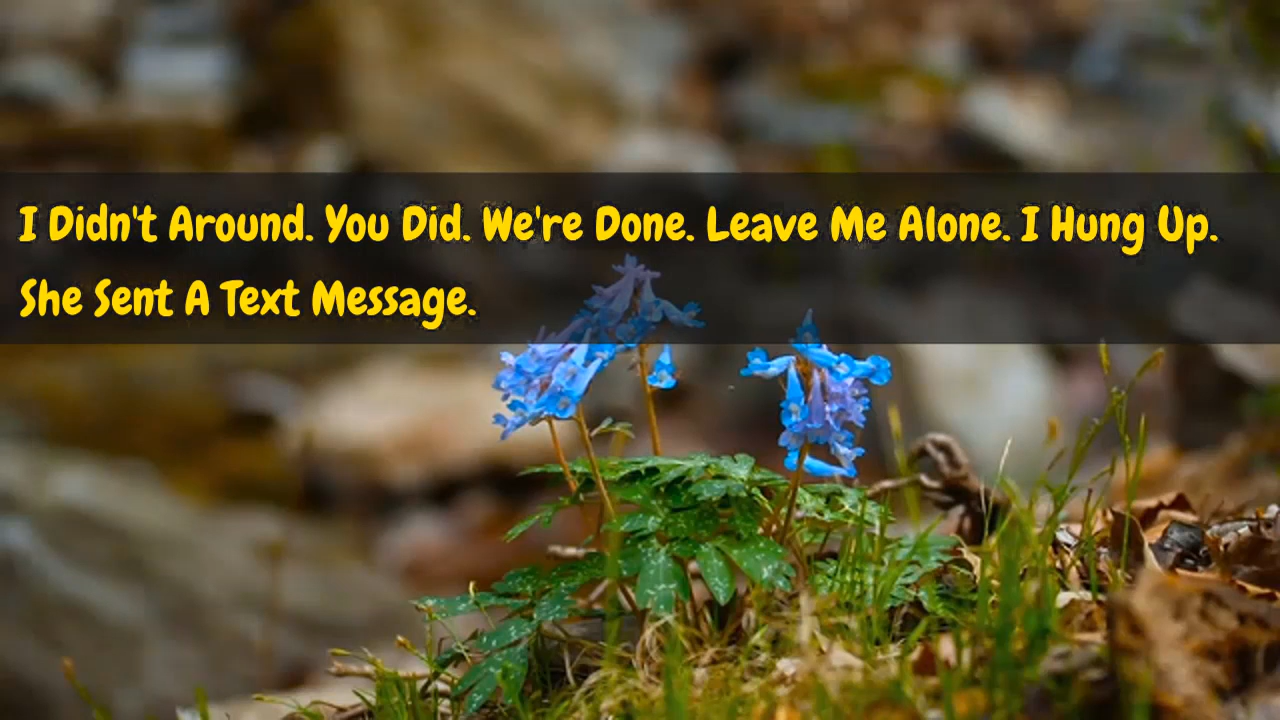 I Didn't Around. You Did. We're Done. Leave Me Alone. I Hung Up.
She Sent A Text Message.